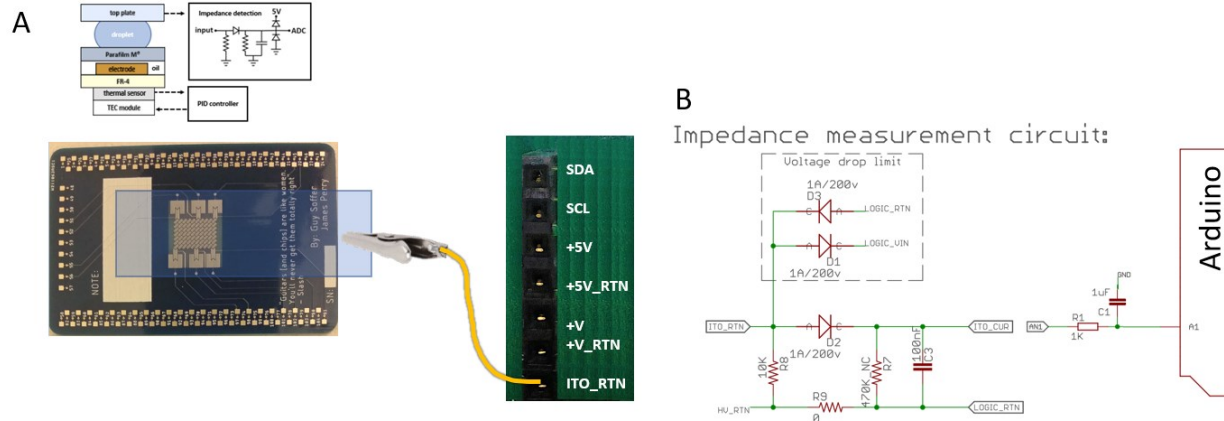 A
top plate
droplet
Parafilm M®
electrode
oil
FR-4
thermal sensor
TEC module
Impedance detection
5V
input
ADC
PID controller
NOTE:
"Guitars (and chips) are like women,
You'll never get them totally right"
- Slash
By: Guy Soffer
James Perry
SN:
SDA
SCL
+5V
+5V_RTN
+V
+V_RTN
ITO_RTN
B
Impedance measurement circuit:
Voltage drop limit
1A/200v
D3
C
A
LOGIC_RTN
A
C
LOGIC_VIN
D1
1A/200v
ITO_RTN
A
C
D2
1A/200v
ITO_CUR
10K
R8
470K_NC
R7
100nF
C3
R9
0
HV_RTN
LOGIC_RTN
GND
1uF
C1
AN1
R1
1K
A1
Arduino